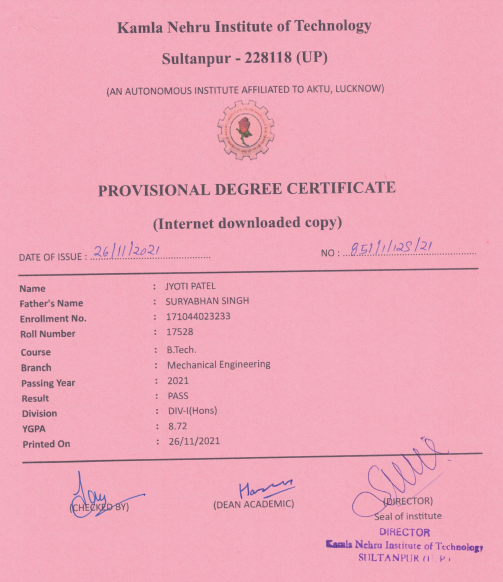 Kamla Nehru Institute of Technology
Sultanpur - 228118 (UP)
(AN AUTONOMOUS INSTITUTE AFFILIATED TO AKTU, LUCKNOW)
PROVISIONAL DEGREE CERTIFICATE
(Internet downloaded copy)
DATE OF ISSUE : 26/11/2021 NO : 851/1/125/21
Name : JYOTI PATEL
Father's Name : SURYABHAN SINGH
Enrollment No. : 171044023233
Roll Number : 17528
Course : B.Tech.
Branch : Mechanical Engineering
Passing Year : 2021
Result : PASS
Division : DIV-I(Hons)
YGPA : 8.72
Printed On : 26/11/2021
(CHECKED BY) (DEAN ACADEMIC) (DIRECTOR)
Seal of institute
DIRECTOR
Kamla Nehru Institute of Technology
SULTANPUR (U.P.)